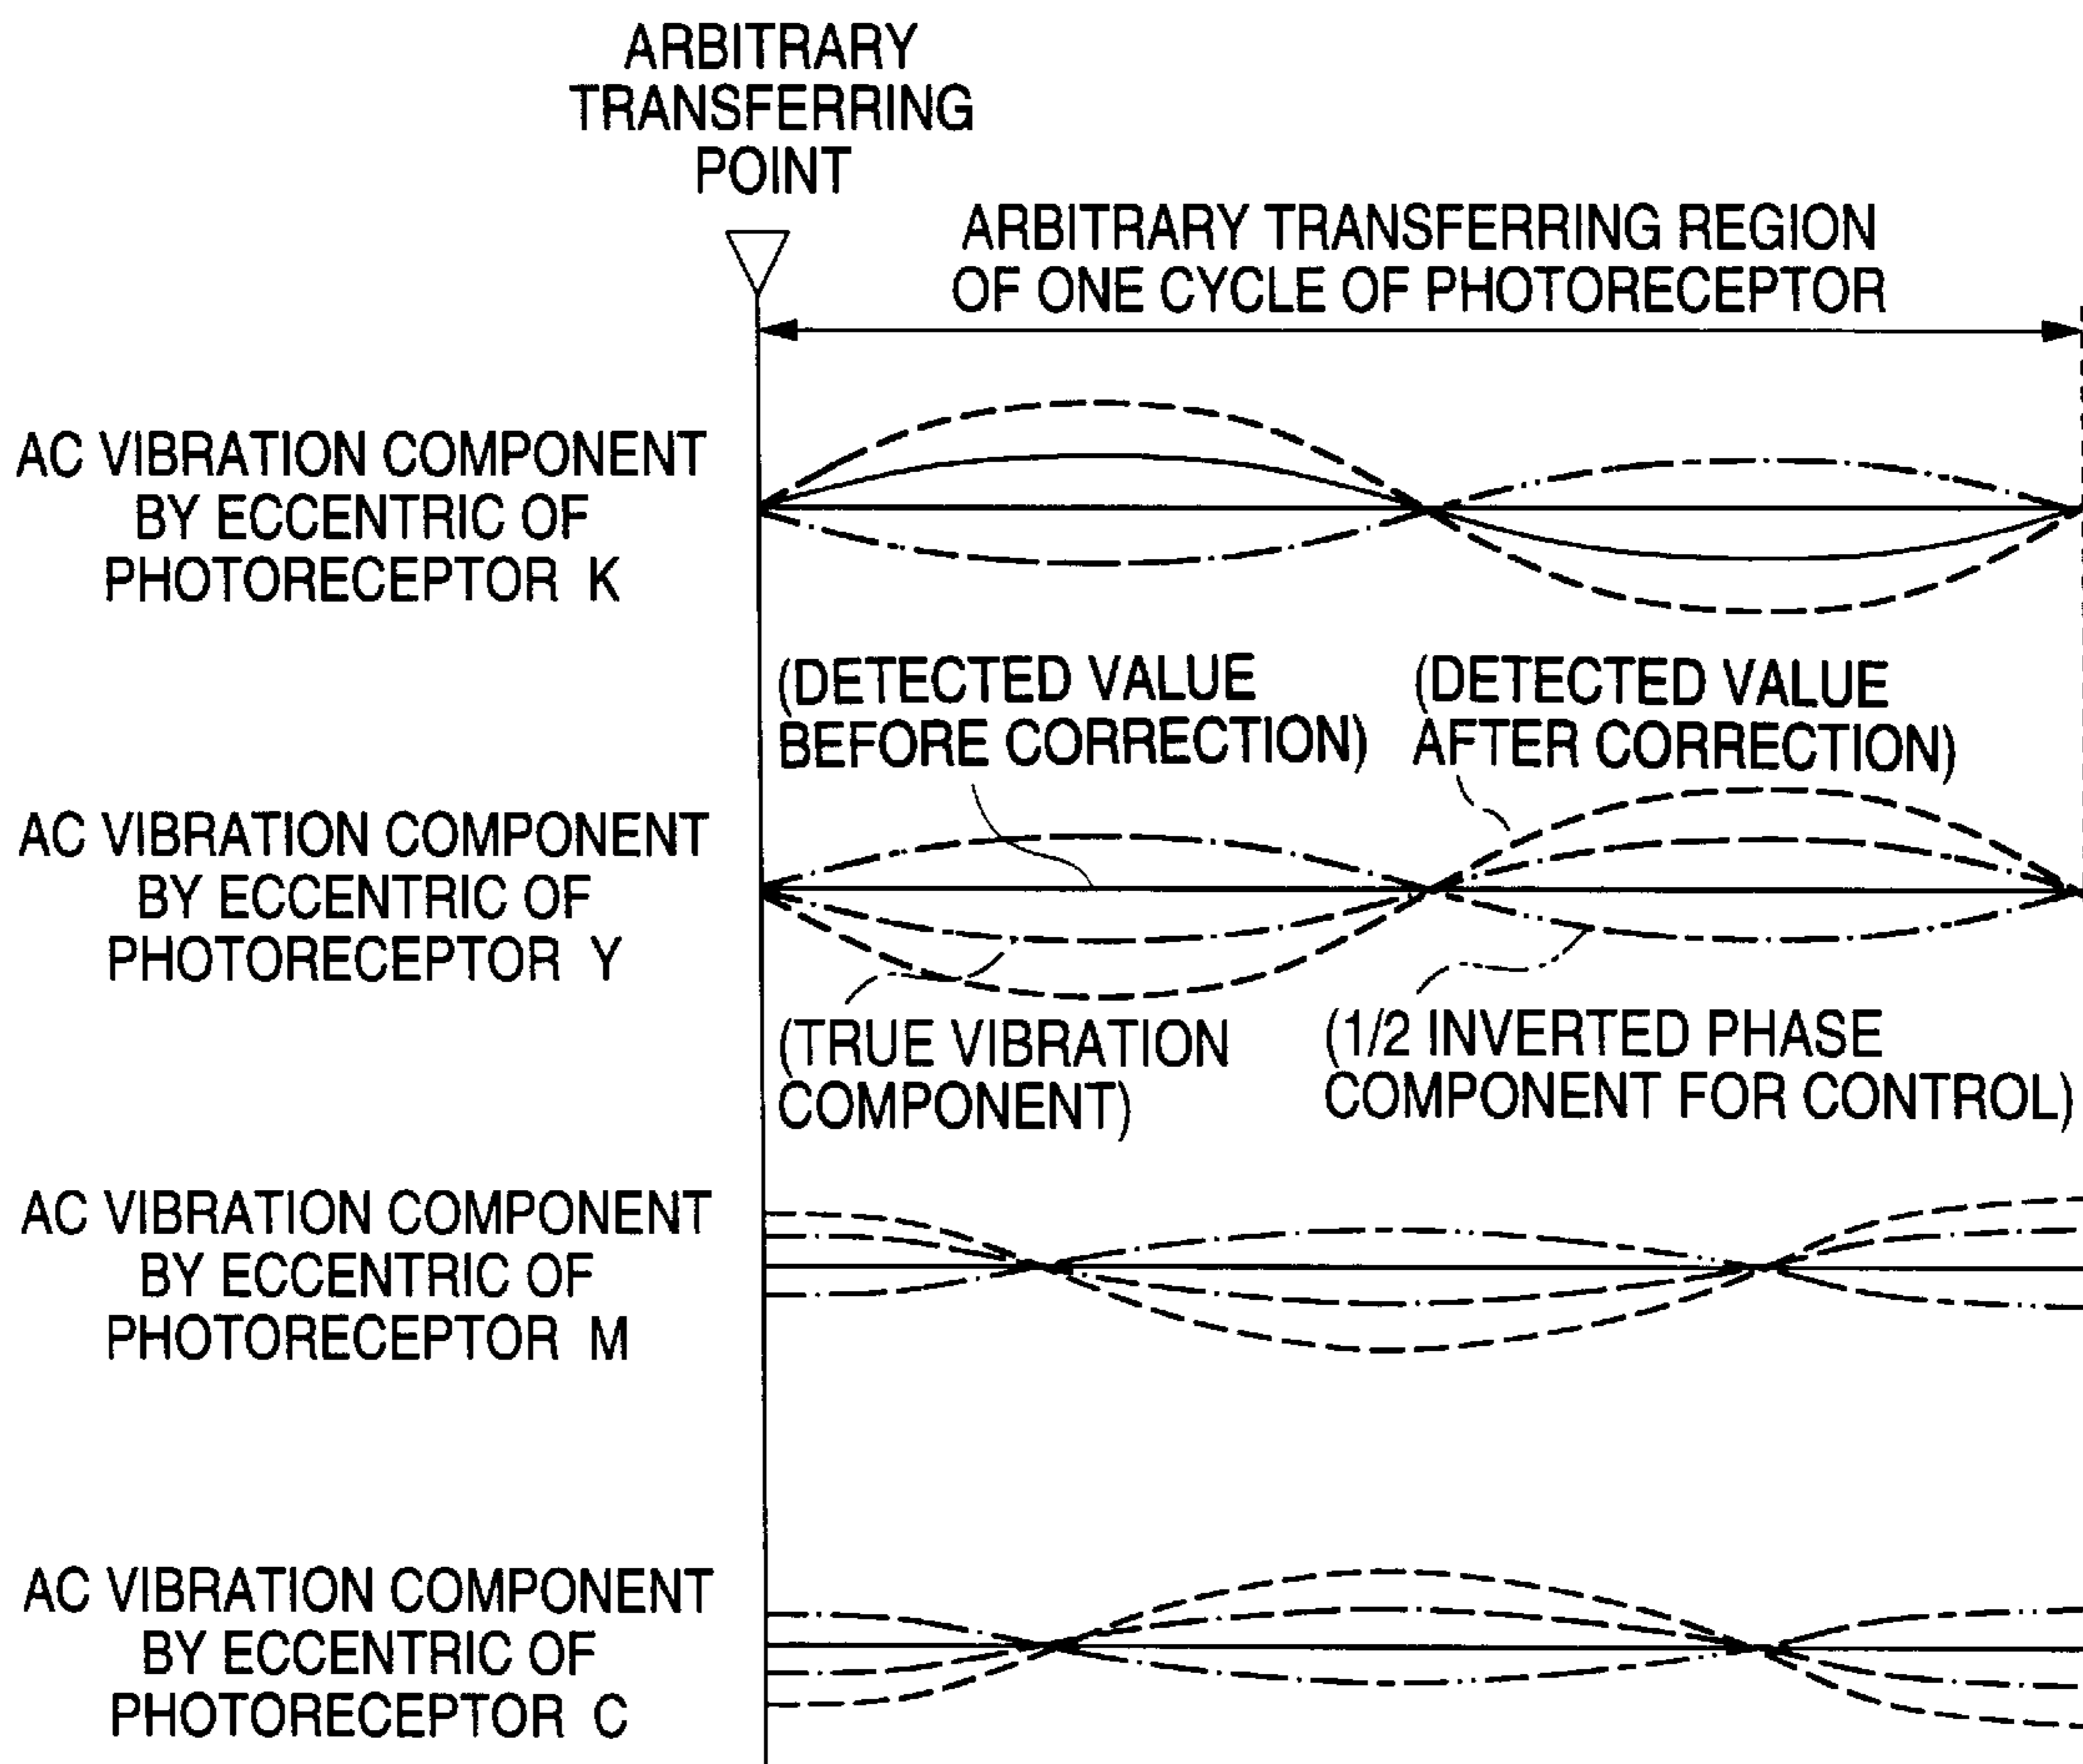 ARBITRARY
TRANSFERRING
POINT
ARBITRARY TRANSFERRING REGION
OF ONE CYCLE OF PHOTORECEPTOR
AC VIBRATION COMPONENT
BY ECCENTRIC OF
PHOTORECEPTOR K
(DETECTED VALUE
BEFORE CORRECTION)
(DETECTED VALUE
AFTER CORRECTION)
AC VIBRATION COMPONENT
BY ECCENTRIC OF
PHOTORECEPTOR Y
(TRUE VIBRATION
COMPONENT)
(1/2 INVERTED PHASE
COMPONENT FOR CONTROL)
AC VIBRATION COMPONENT
BY ECCENTRIC OF
PHOTORECEPTOR M
AC VIBRATION COMPONENT
BY ECCENTRIC OF
PHOTORECEPTOR C